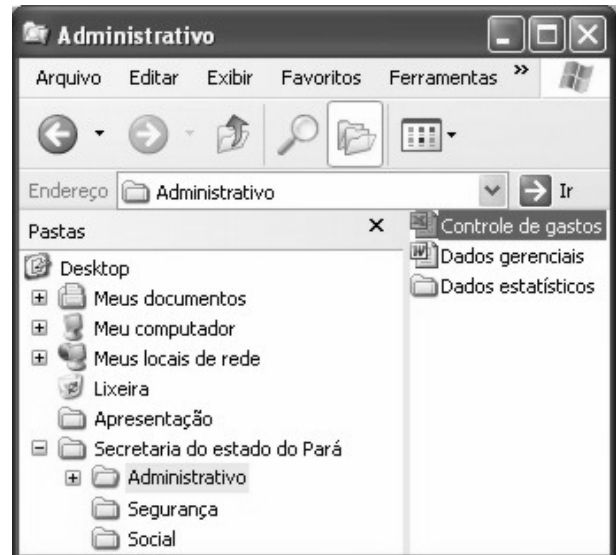 Administrativo
Arquivo Editar Exibir Favoritos Ferramentas »
Endereço Administrativo Ir
Pastas
Desktop
Meus documentos
Meu computador
Meus locais de rede
Lixeira
Apresentação
Secretaria do estado do Pará
Administrativo
Segurança
Social
Controle de gastos
Dados gerenciais
Dados estatísticos